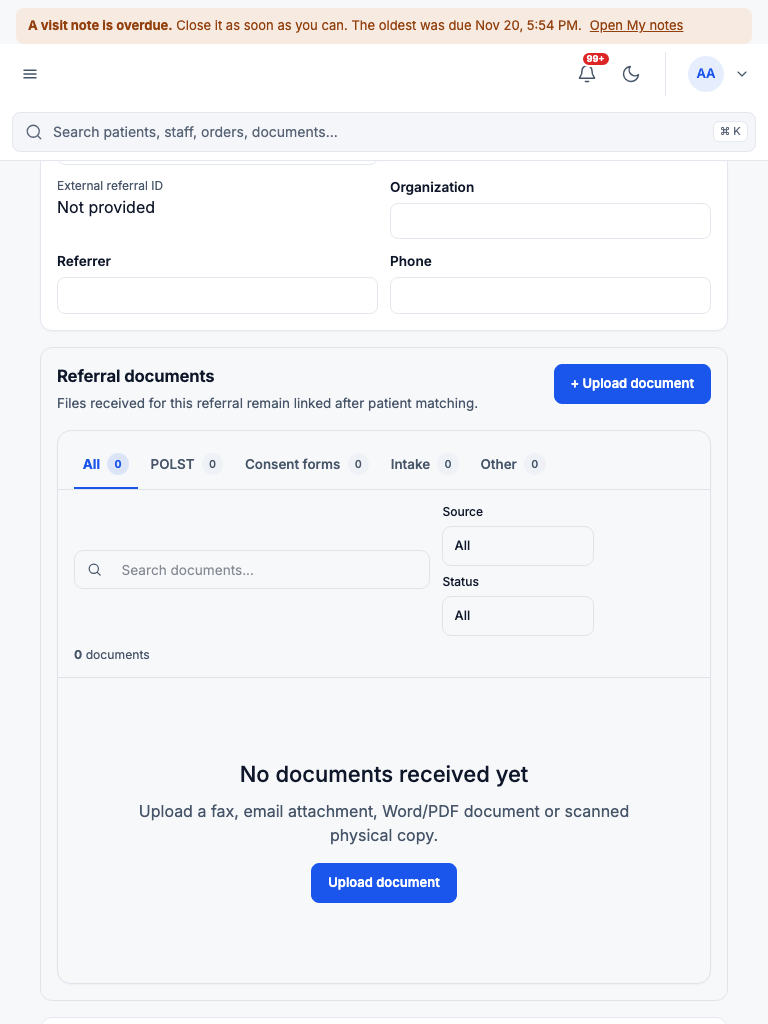 A visit note is overdue. Close it as soon as you can. The oldest was due Nov 20, 5:54 PM. Open My notes
99+
AA
Search patients, staff, orders, documents...
⌘ K
External referral ID
Not provided
Organization
Referrer
Phone
Referral documents
Files received for this referral remain linked after patient matching.
+ Upload document
All 0
POLST 0
Consent forms 0
Intake 0
Other 0
Source
All
Search documents...
Status
All
0 documents
No documents received yet
Upload a fax, email attachment, Word/PDF document or scanned
physical copy.
Upload document